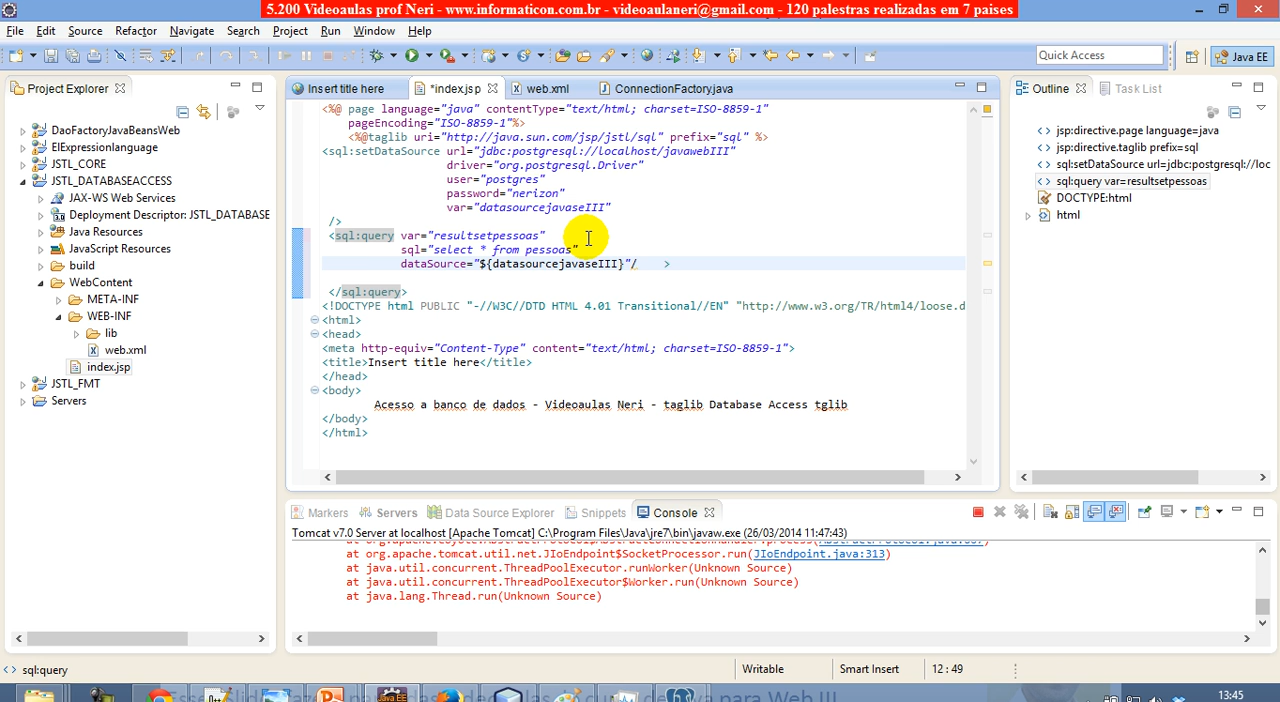 5.200 Videoaulas prof Neri - www.informaticon.com.br - videoaulaneri@gmail.com - 120 palestras realizadas em 7 paises
File Edit Source Refactor Navigate Search Project Run Window Help
Quick Access
Java EE
Project Explorer
DaoFactoryJavaBeansWeb
ElExpressionlanguage
JSTL_CORE
JSTL_DATABASEACCESS
JAX-WS Web Services
Deployment Descriptor: JSTL_DATABASE
Java Resources
JavaScript Resources
build
WebContent
META-INF
WEB-INF
lib
web.xml
index.jsp
JSTL_FMT
Servers
Insert title here *index.jsp web.xml ConnectionFactory.java
<%@ page language="java" contentType="text/html; charset=ISO-8859-1"
pageEncoding="ISO-8859-1"%>
<%@taglib uri="http://java.sun.com/jsp/jstl/sql" prefix="sql" %>
<sql:setDataSource url="jdbc:postgresql://localhost/javawebIII"
driver="org.postgresql.Driver"
user="postgres"
password="nerizon"
var="datasourcejavaseIII"
/>
<sql:query var="resultsetpessoas"
sql="select * from pessoas"
dataSource="${datasourcejavaseIII}"/ >
</sql:query>
<!DOCTYPE html PUBLIC "-//W3C//DTD HTML 4.01 Transitional//EN" "http://www.w3.org/TR/html4/loose.d
<html>
<head>
<meta http-equiv="Content-Type" content="text/html; charset=ISO-8859-1">
<title>Insert title here</title>
</head>
<body>
Acesso a banco de dados - Videoaulas Neri - taglib Database Access tglib
</body>
</html>
Outline Task List
jsp:directive.page language=java
jsp:directive.taglib prefix=sql
sql:setDataSource url=jdbc:postgresql://loc
sql:query var=resultsetpessoas
DOCTYPE:html
html
Markers Servers Data Source Explorer Snippets Console
Tomcat v7.0 Server at localhost [Apache Tomcat] C:\Program Files\Java\jre7\bin\javaw.exe (26/03/2014 11:47:43)
at org.apache.tomcat.util.net.JIoEndpoint$SocketProcessor.run(JIoEndpoint.java:313)
at java.util.concurrent.ThreadPoolExecutor.runWorker(Unknown Source)
at java.util.concurrent.ThreadPoolExecutor$Worker.run(Unknown Source)
at java.lang.Thread.run(Unknown Source)
sql:query
Writable
Smart Insert
12 : 49
13:45